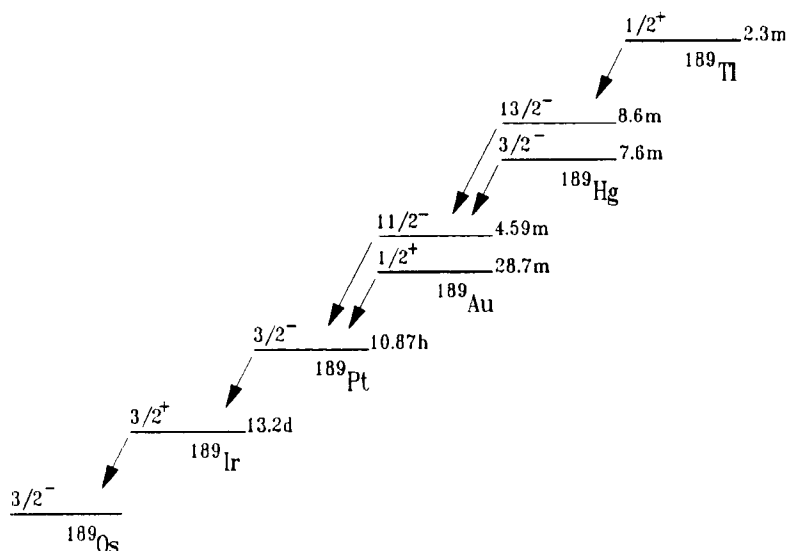 1/2⁺ 2.3m
¹⁸⁹Tl
13/2⁻ 8.6m
3/2⁻ 7.6m
¹⁸⁹Hg
11/2⁻ 4.59m
1/2⁺ 28.7m
¹⁸⁹Au
3/2⁻ 10.87h
¹⁸⁹Pt
3/2⁺ 13.2d
¹⁸⁹Ir
3/2⁻
¹⁸⁹Os